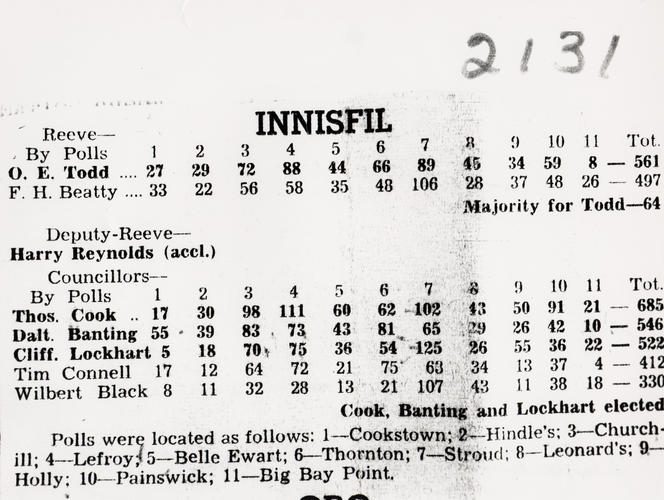 2131
INNISFIL
Reeve—
By Polls 1 2 3 4 5 6 7 8 9 10 11 Tot.
O. E. Todd .... 27 29 72 88 44 66 89 45 34 59 8 — 561
F. H. Beatty .... 33 22 56 58 35 48 106 28 37 48 26 — 497
Majority for Todd—64
Deputy-Reeve—
Harry Reynolds (accl.)
Councillors—
By Polls 1 2 3 4 5 6 7 8 9 10 11 Tot.
Thos. Cook .. 17 30 98 111 60 62 102 43 50 91 21 — 685
Dalt. Banting 55 39 83 73 43 81 65 29 26 42 10 — 546
Cliff. Lockhart 5 18 70 75 36 54 125 26 55 36 22 — 522
Tim Connell 17 12 64 72 21 75 63 34 13 37 4 — 412
Wilbert Black 8 11 32 28 13 21 107 43 11 38 18 — 330
Cook, Banting and Lockhart elected
Polls were located as follows: 1—Cookstown; 2—Hindle's; 3—Church-
ill; 4—Lefroy; 5—Belle Ewart; 6—Thornton; 7—Stroud; 8—Leonard's; 9—
Holly; 10—Painswick; 11—Big Bay Point.